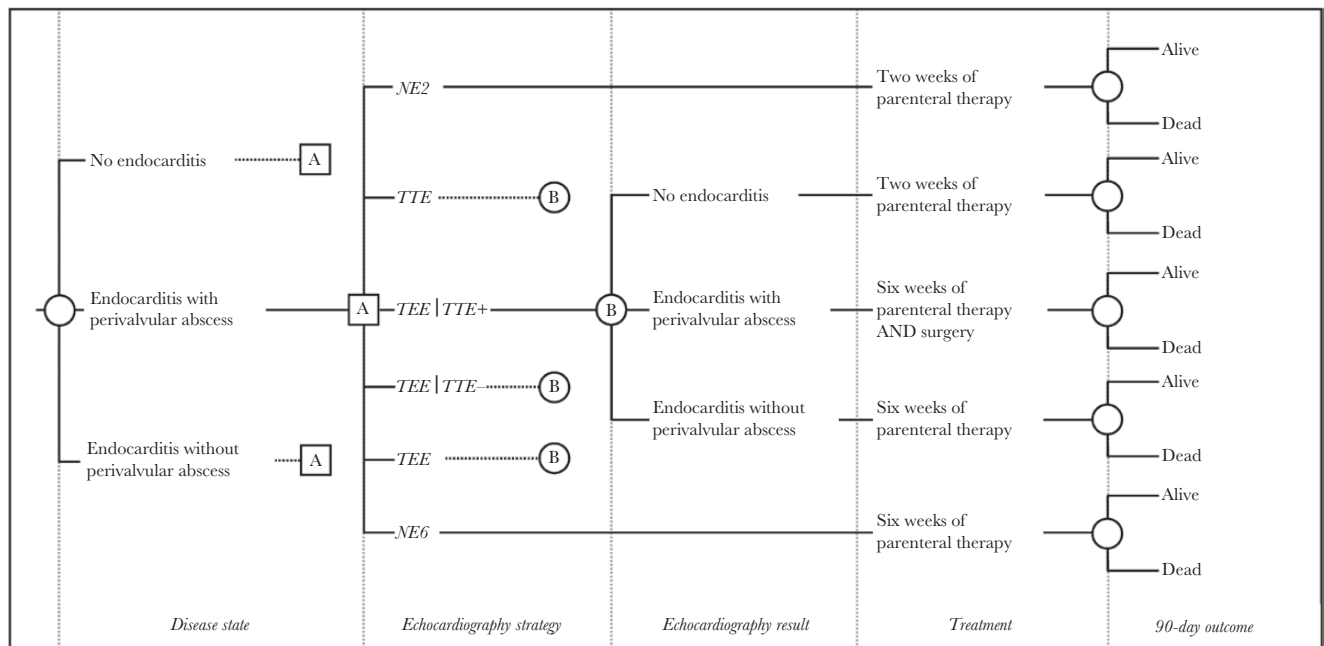 No endocarditis
A
Endocarditis with
perivalvular abscess
Endocarditis without
perivalvular abscess
A
A
NE2
TTE
B
TEE | TTE+
TEE | TTE–
B
TEE
B
NE6
B
No endocarditis
Endocarditis with
perivalvular abscess
Endocarditis without
perivalvular abscess
Two weeks of
parenteral therapy
Two weeks of
parenteral therapy
Six weeks of
parenteral therapy
AND surgery
Six weeks of
parenteral therapy
Six weeks of
parenteral therapy
Alive
Dead
Alive
Dead
Alive
Dead
Alive
Dead
Alive
Dead
Disease state
Echocardiography strategy
Echocardiography result
Treatment
90-day outcome